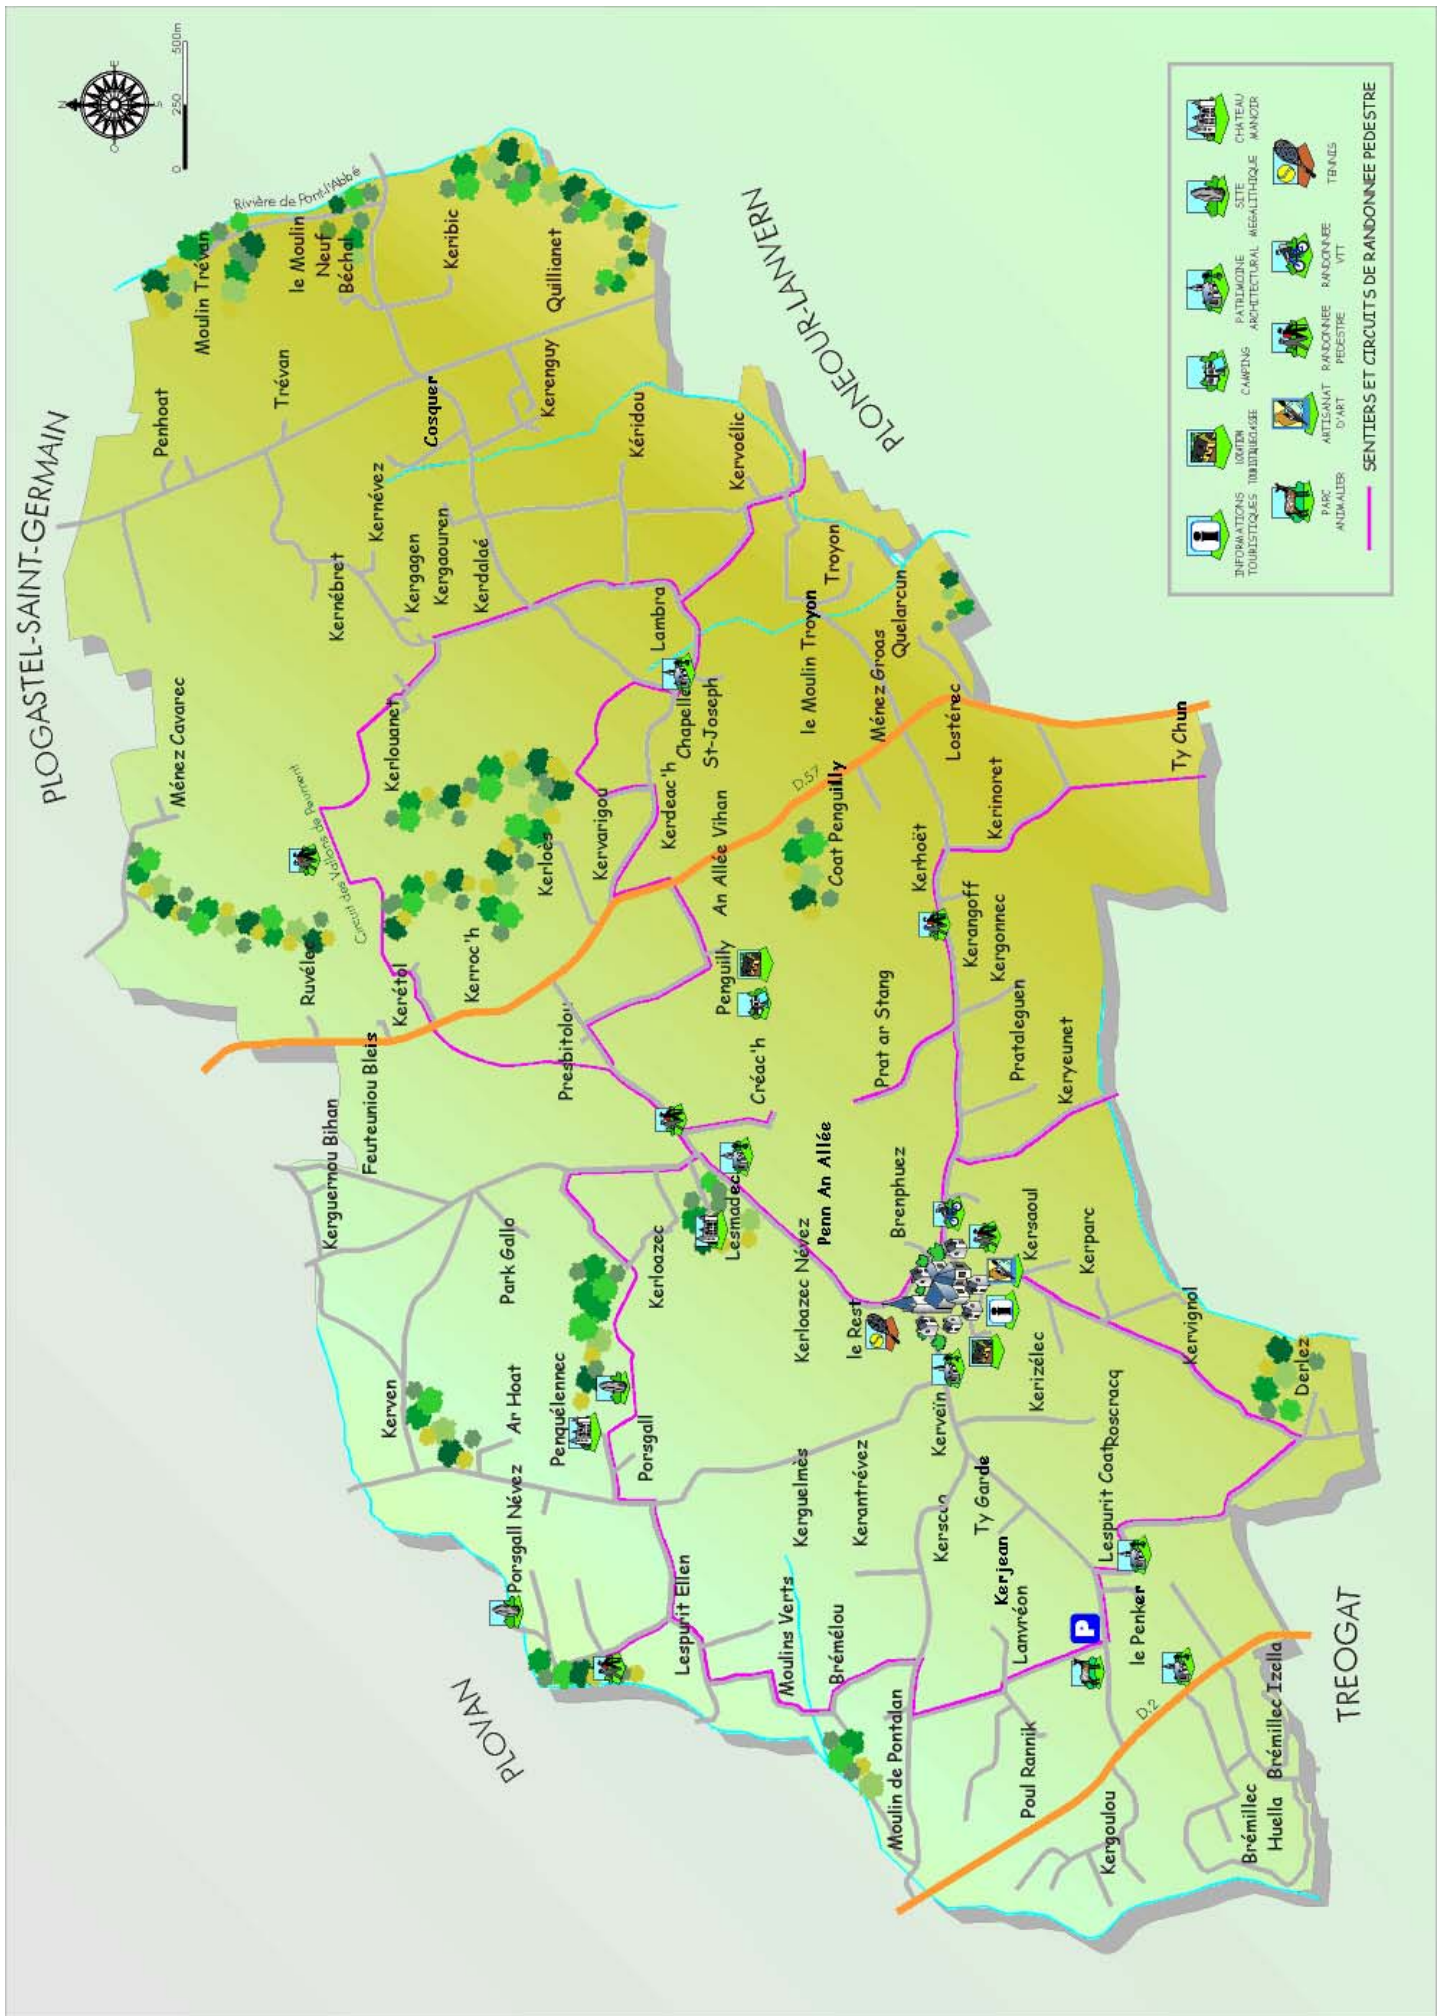 PLOGASTEL-SAINT-GERMAIN
PLONEOUR-LANVERN
PLOVAN
TREOGAT
N
E
S
O
0
250
500m
Rivière de Pont-l'Abbé
Moulin Trévan
le Moulin
Neuf
Béchal
Keribic
Quillianet
Penhoat
Trévan
Cosquer
Kerenguy
Kéridou
Kervoélic
Kernévez
Kernébret
Kergagen
Kergaouren
Kerdalaé
Lambra
Troyon
le Moulin Troyon
Quelarcun
Ménez Groas
Lostérec
Ty Chun
Ménez Cavarec
Kerlouanet
Circuit des Vallons de Peumerit
Chapelle
St-Joseph
Kerdeac'h
Kervarigou
Kerloës
An Allée Vihan
D.57
Coat Penguilly
Kerhoët
Kerinoret
Kerangoff
Kergonnec
Ruvélec
Kerétol
Kerroc'h
Penguilly
Presbitolou
Créac'h
Prat ar Stang
Prataleguen
Keryeunet
Feuteuniou Bleis
Kerguernou Bihan
Park Gallo
Kerloazec
Lesmadec
Penn An Allée
Kerloazec Névez
Brenphuez
le Rest
Kersaoul
Kerparc
Kervignol
Derlez
Kerizélec
Kervein
Kerven
Ar Hoat
Penquélennec
Porsgall
Porsgall Névez
Kerguelmès
Kerantrévez
Ty Garde
Roscracq
Lespurit Coat
Lespurit Ellen
Moulins Verts
Brémélou
Kerjean
Lanvréon
P
le Penker
Moulin de Pontalan
Poul Rannik
D.2
Kergoulou
Brémillec
Huella
Brémillec Izella
i
INFORMATIONS
TOURISTIQUES
LOCATION
TOURISTIQUE CLASSEE
CAMPING
PATRIMOINE
ARCHITECTURAL
SITE
MEGALITHIQUE
CHATEAU
MANOIR
PARC
ANIMALIER
ARTISANAT
D'ART
RANDONNEE
PEDESTRE
RANDONNEE
VTT
TENNIS
SENTIERS ET CIRCUITS DE RANDONNEE PEDESTRE